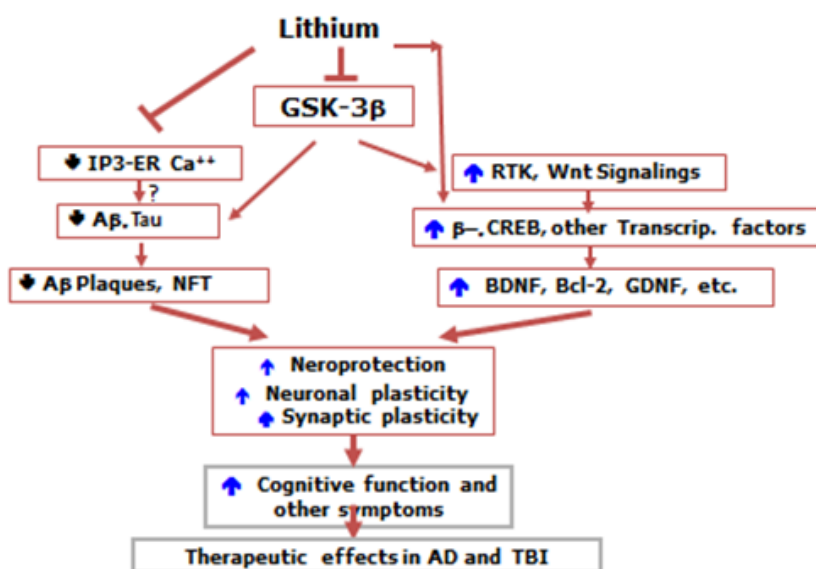 Lithium
GSK-3β
IP3-ER Ca⁺⁺
?
RTK, Wnt Signalings
Aβ. Tau
β–. CREB, other Transcrip. factors
Aβ Plaques, NFT
BDNF, Bcl-2, GDNF, etc.
Neroprotection
Neuronal plasticity
Synaptic plasticity
Cognitive function and
other symptoms
Therapeutic effects in AD and TBI